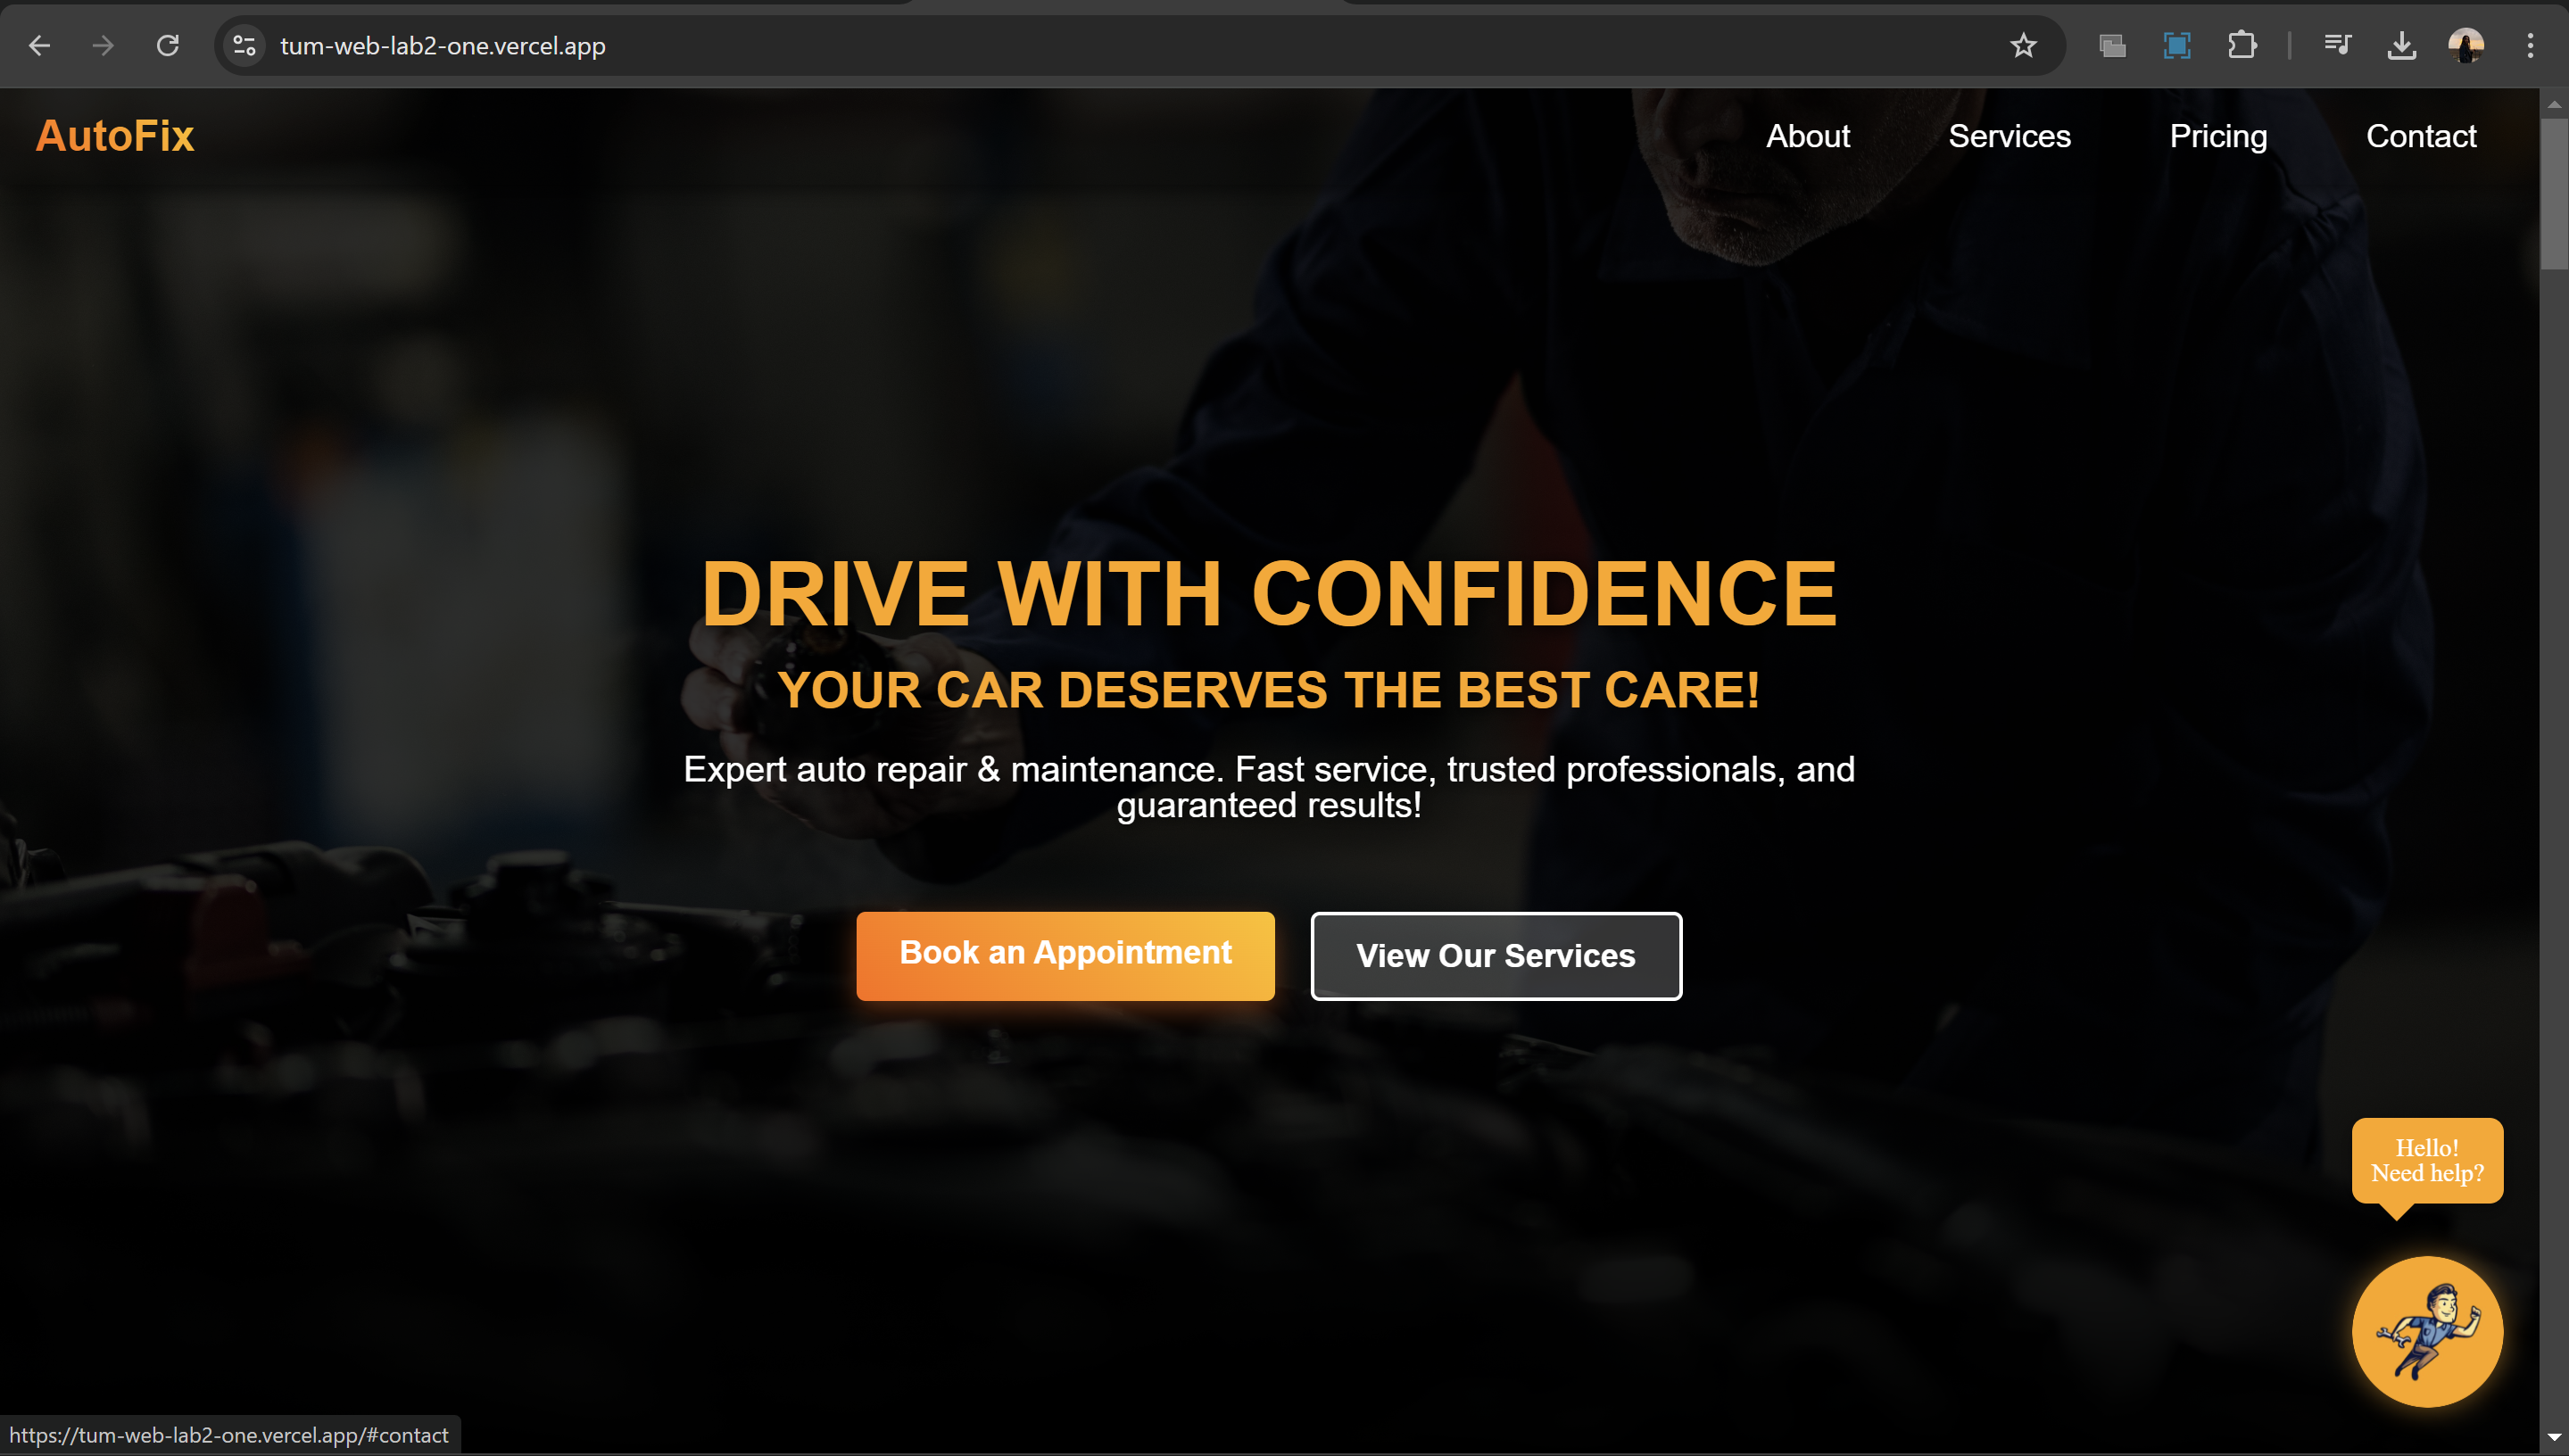 tum-web-lab2-one.vercel.app
AutoFix
About
Services
Pricing
Contact
DRIVE WITH CONFIDENCE
YOUR CAR DESERVES THE BEST CARE!
Expert auto repair & maintenance. Fast service, trusted professionals, and
guaranteed results!
Book an Appointment
View Our Services
Hello!
Need help?
https://tum-web-lab2-one.vercel.app/#contact